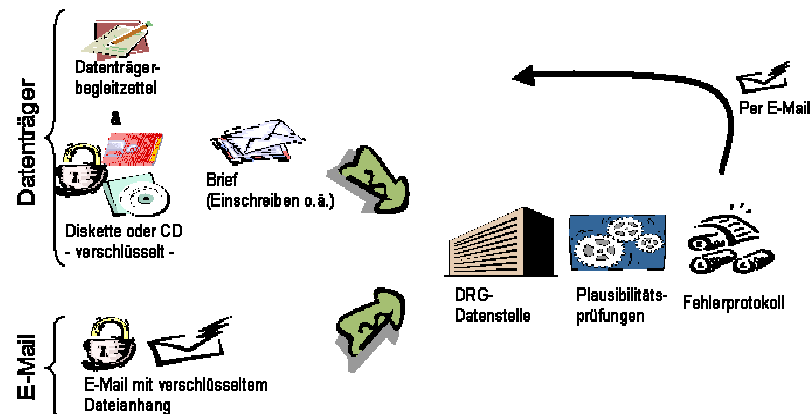 Datenträger
Datenträger-
begleitzettel
&
Diskette oder CD
- verschlüsselt -
Brief
(Einschreiben o.ä.)
E-Mail
E-Mail mit verschlüsseltem
Dateianhang
DRG-
Datenstelle
Plausibilitäts-
prüfungen
Fehlerprotokoll
Per E-Mail